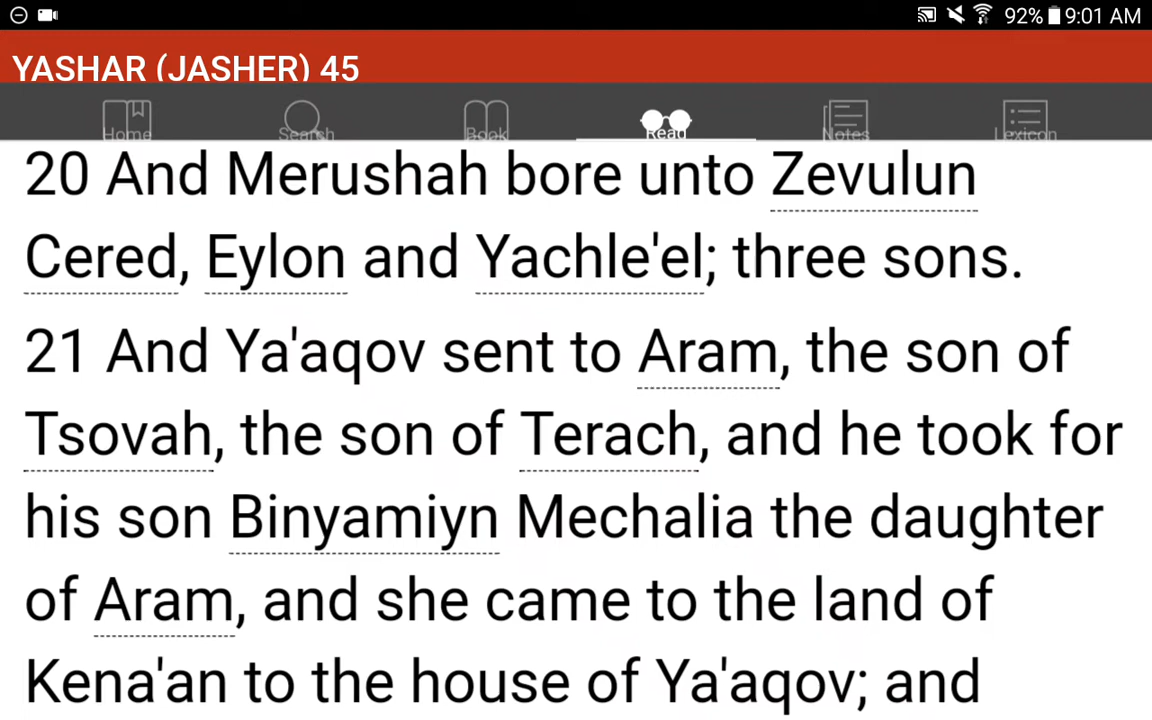 92% 9:01 AM
YASHAR (JASHER) 45
Home Search Book Read Notes Lexicon
20 And Merushah bore unto Zevulun
Cered, Eylon and Yachle'el; three sons.
21 And Ya'aqov sent to Aram, the son of
Tsovah, the son of Terach, and he took for
his son Binyamiyn Mechalia the daughter
of Aram, and she came to the land of
Kena'an to the house of Ya'aqov; and